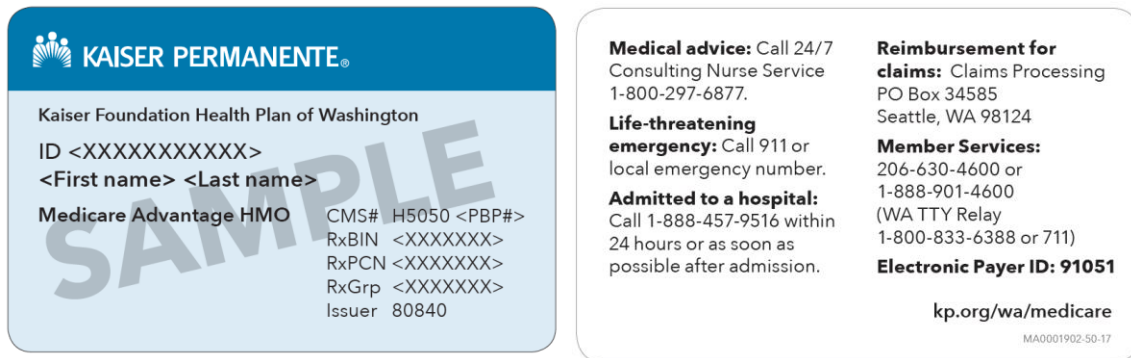 KAISER PERMANENTE®
Kaiser Foundation Health Plan of Washington
ID <XXXXXXXXXXX>
<First name> <Last name>
SAMPLE
Medicare Advantage HMO
CMS# H5050 <PBP#>
RxBIN <XXXXXXX>
RxPCN <XXXXXXX>
RxGrp <XXXXXXX>
Issuer 80840
Medical advice: Call 24/7
Consulting Nurse Service
1-800-297-6877.
Life-threatening
emergency: Call 911 or
local emergency number.
Admitted to a hospital:
Call 1-888-457-9516 within
24 hours or as soon as
possible after admission.
Reimbursement for
claims: Claims Processing
PO Box 34585
Seattle, WA 98124
Member Services:
206-630-4600 or
1-888-901-4600
(WA TTY Relay
1-800-833-6388 or 711)
Electronic Payer ID: 91051
kp.org/wa/medicare
MA0001902-50-17